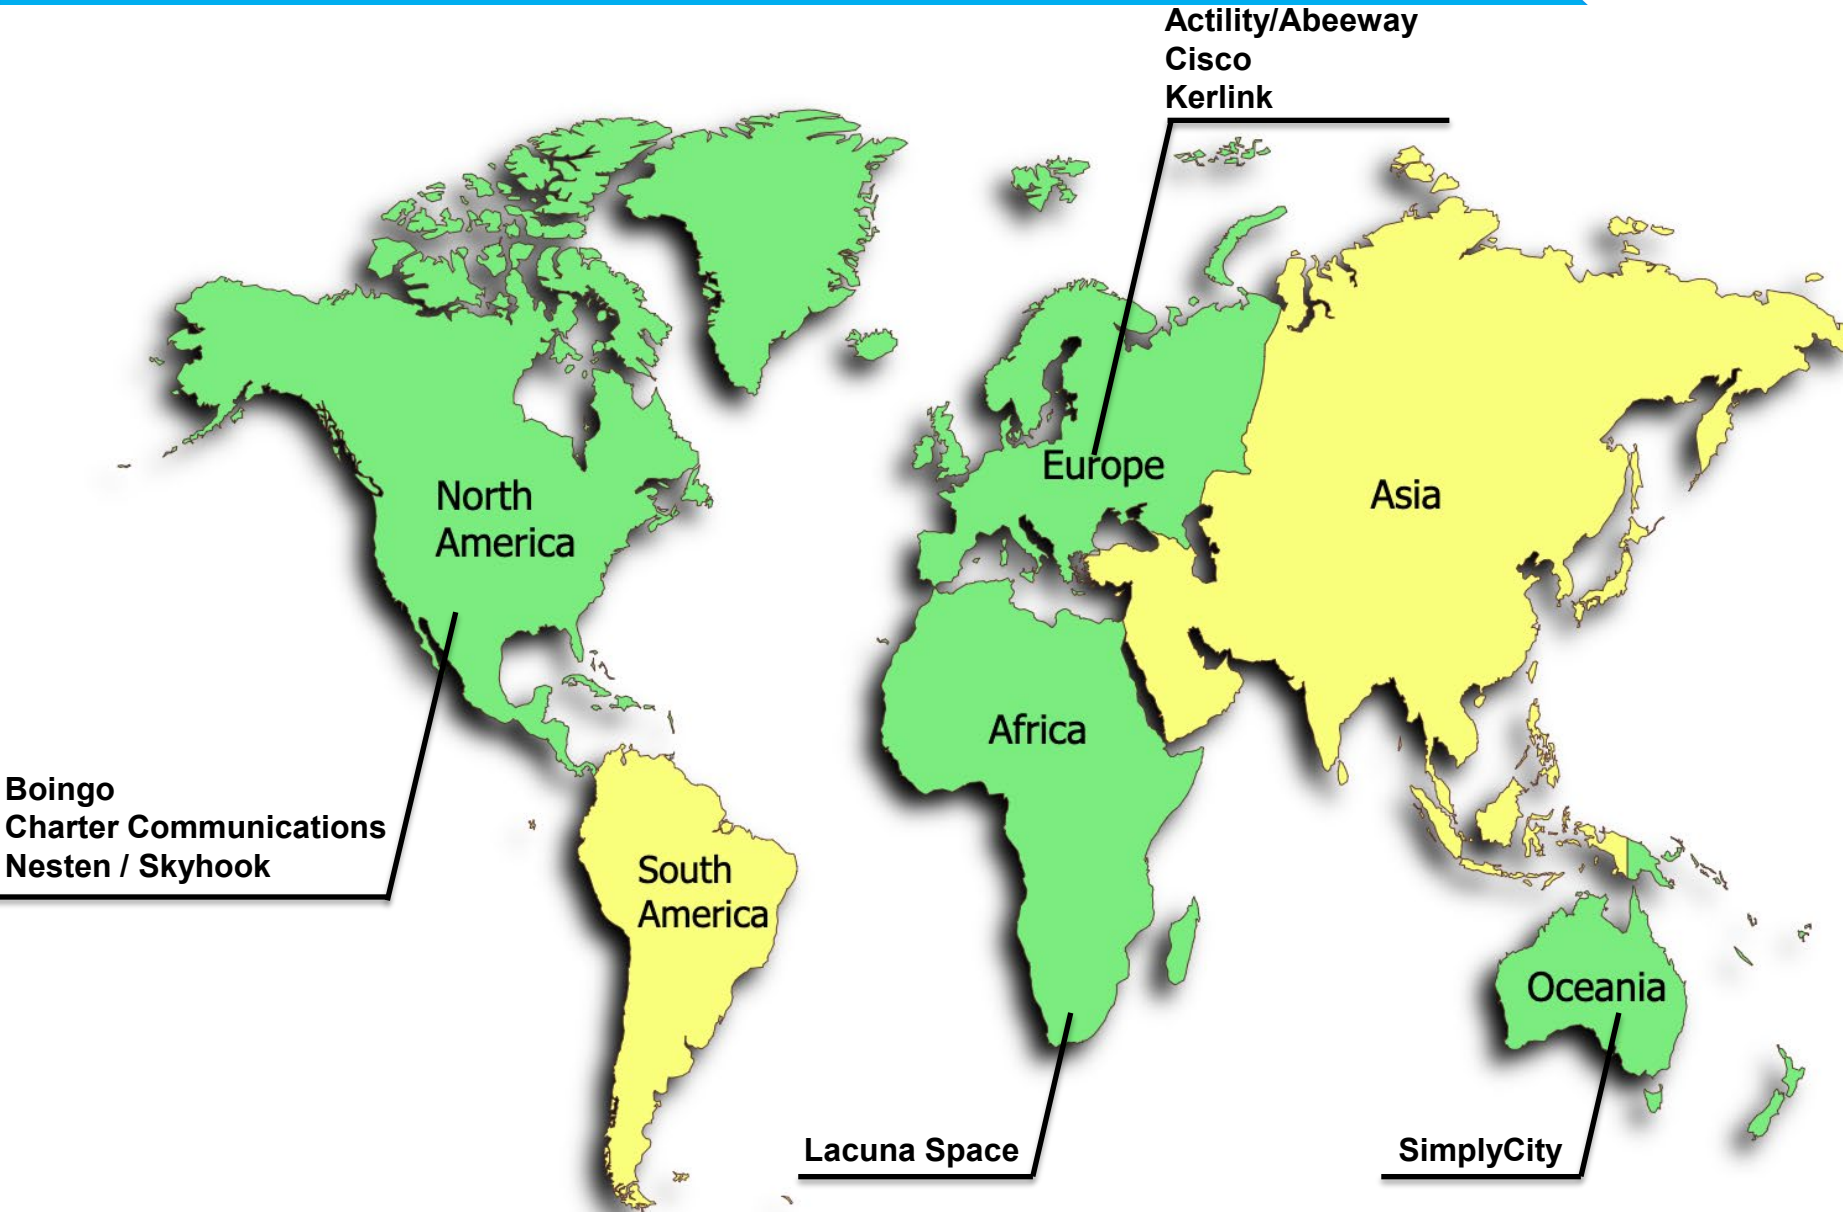 Actility/Abeeway
Cisco
Kerlink
North
America
Europe
Asia
Africa
Boingo
Charter Communications
Nesten / Skyhook
South
America
Oceania
Lacuna Space
SimplyCity